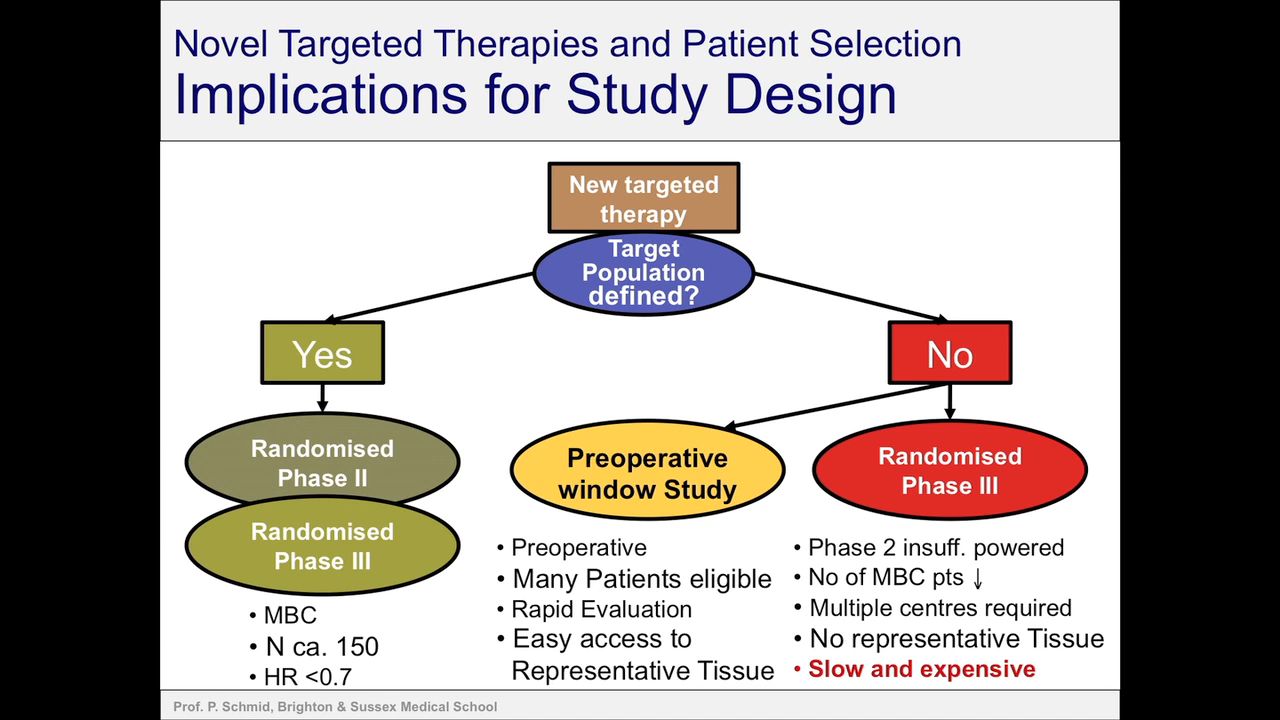 Novel Targeted Therapies and Patient Selection
Implications for Study Design
New targeted
therapy
Target
Population
defined?
Yes
No
Randomised
Phase II
Randomised
Phase III
• MBC
• N ca. 150
• HR <0.7
Preoperative
window Study
• Preoperative
• Many Patients eligible
• Rapid Evaluation
• Easy access to
Representative Tissue
Randomised
Phase III
• Phase 2 insuff. powered
• No of MBC pts ↓
• Multiple centres required
• No representative Tissue
• Slow and expensive
Prof. P. Schmid, Brighton & Sussex Medical School